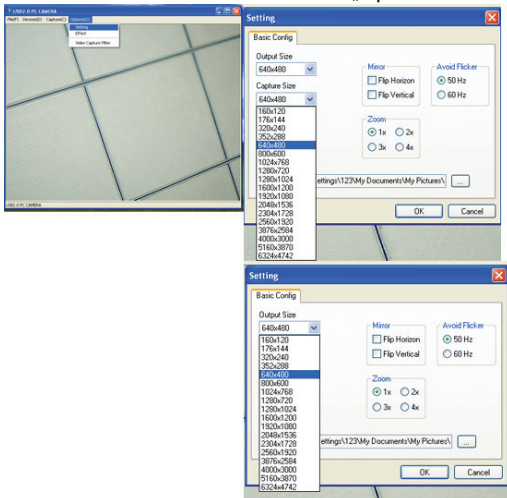 USB2.0 PC CAMERA
File(F) Devices(D) Capture(C) Options(O)
Setting
Effect
Video Capture Filter
USB2.0 PC CAMERA
Setting
Basic Config
Output Size
640x480
Capture Size
640x480
160x120
176x144
320x240
352x288
640x480
800x600
1024x768
1280x720
1280x1024
1600x1200
1920x1080
2048x1536
2304x1728
2560x1920
3876x2584
4000x3000
5160x3870
6324x4742
Mirror
Flip Horizon
Flip Vertical
Avoid Flicker
50 Hz
60 Hz
Zoom
1x 2x
3x 4x
ettings\123\My Documents\My Pictures\ ...
OK Cancel
Setting
Basic Config
Output Size
640x480
160x120
176x144
320x240
352x288
640x480
800x600
1024x768
1280x720
1280x1024
1600x1200
1920x1080
2048x1536
2304x1728
2560x1920
3876x2584
4000x3000
5160x3870
6324x4742
Mirror
Flip Horizon
Flip Vertical
Avoid Flicker
50 Hz
60 Hz
Zoom
1x 2x
3x 4x
ettings\123\My Documents\My Pictures\ ...
OK Cancel